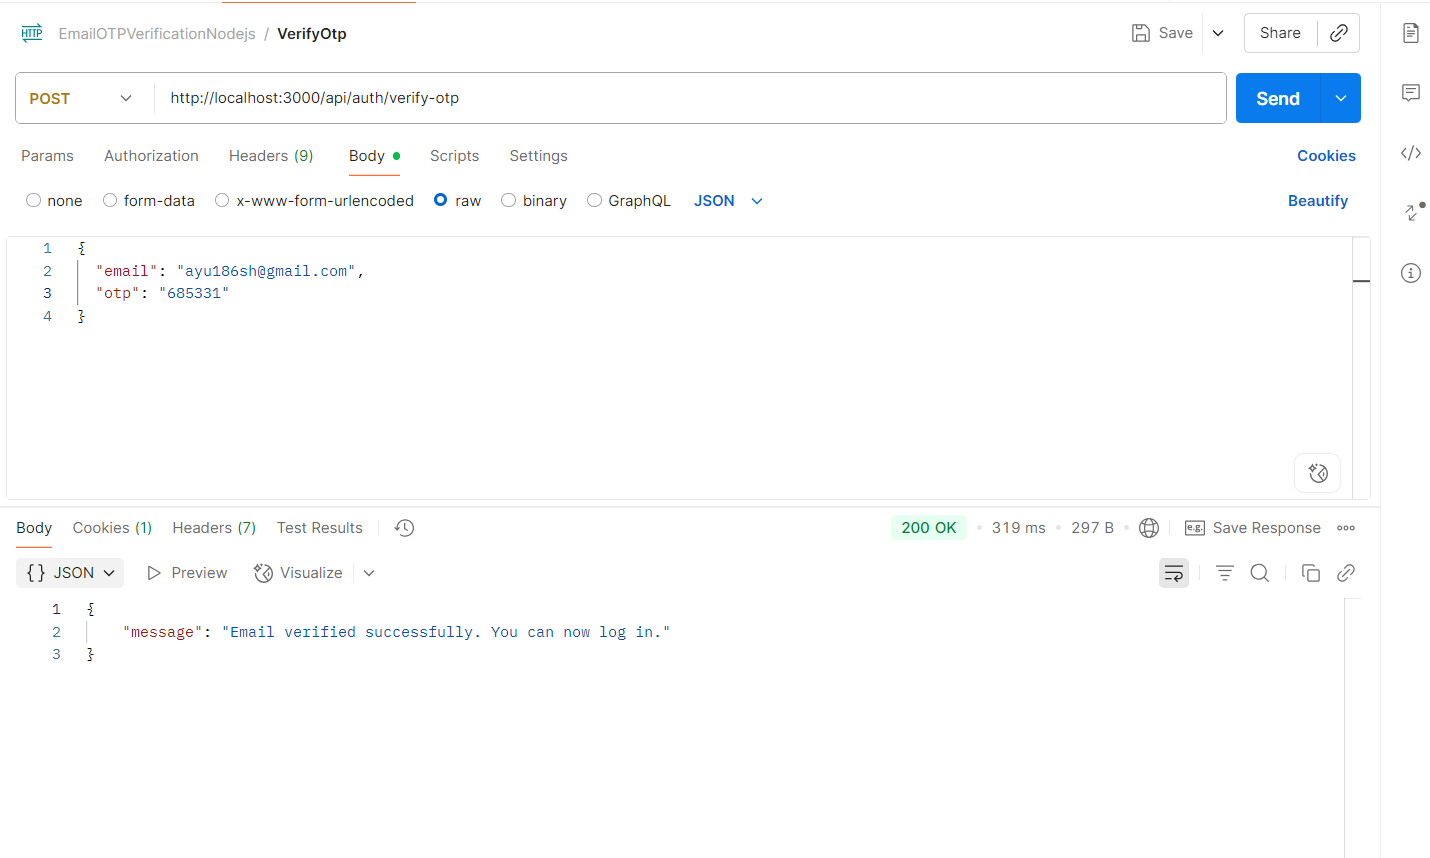 HTTP EmailOTPVerificationNodejs / VerifyOtp Save Share
POST http://localhost:3000/api/auth/verify-otp Send
Params Authorization Headers (9) Body Scripts Settings Cookies
none form-data x-www-form-urlencoded raw binary GraphQL JSON Beautify
1 {
2 "email": "ayu186sh@gmail.com",
3 "otp": "685331"
4 }
Body Cookies (1) Headers (7) Test Results 200 OK • 319 ms • 297 B • e.g. Save Response
{} JSON Preview Visualize
1 {
2 "message": "Email verified successfully. You can now log in."
3 }